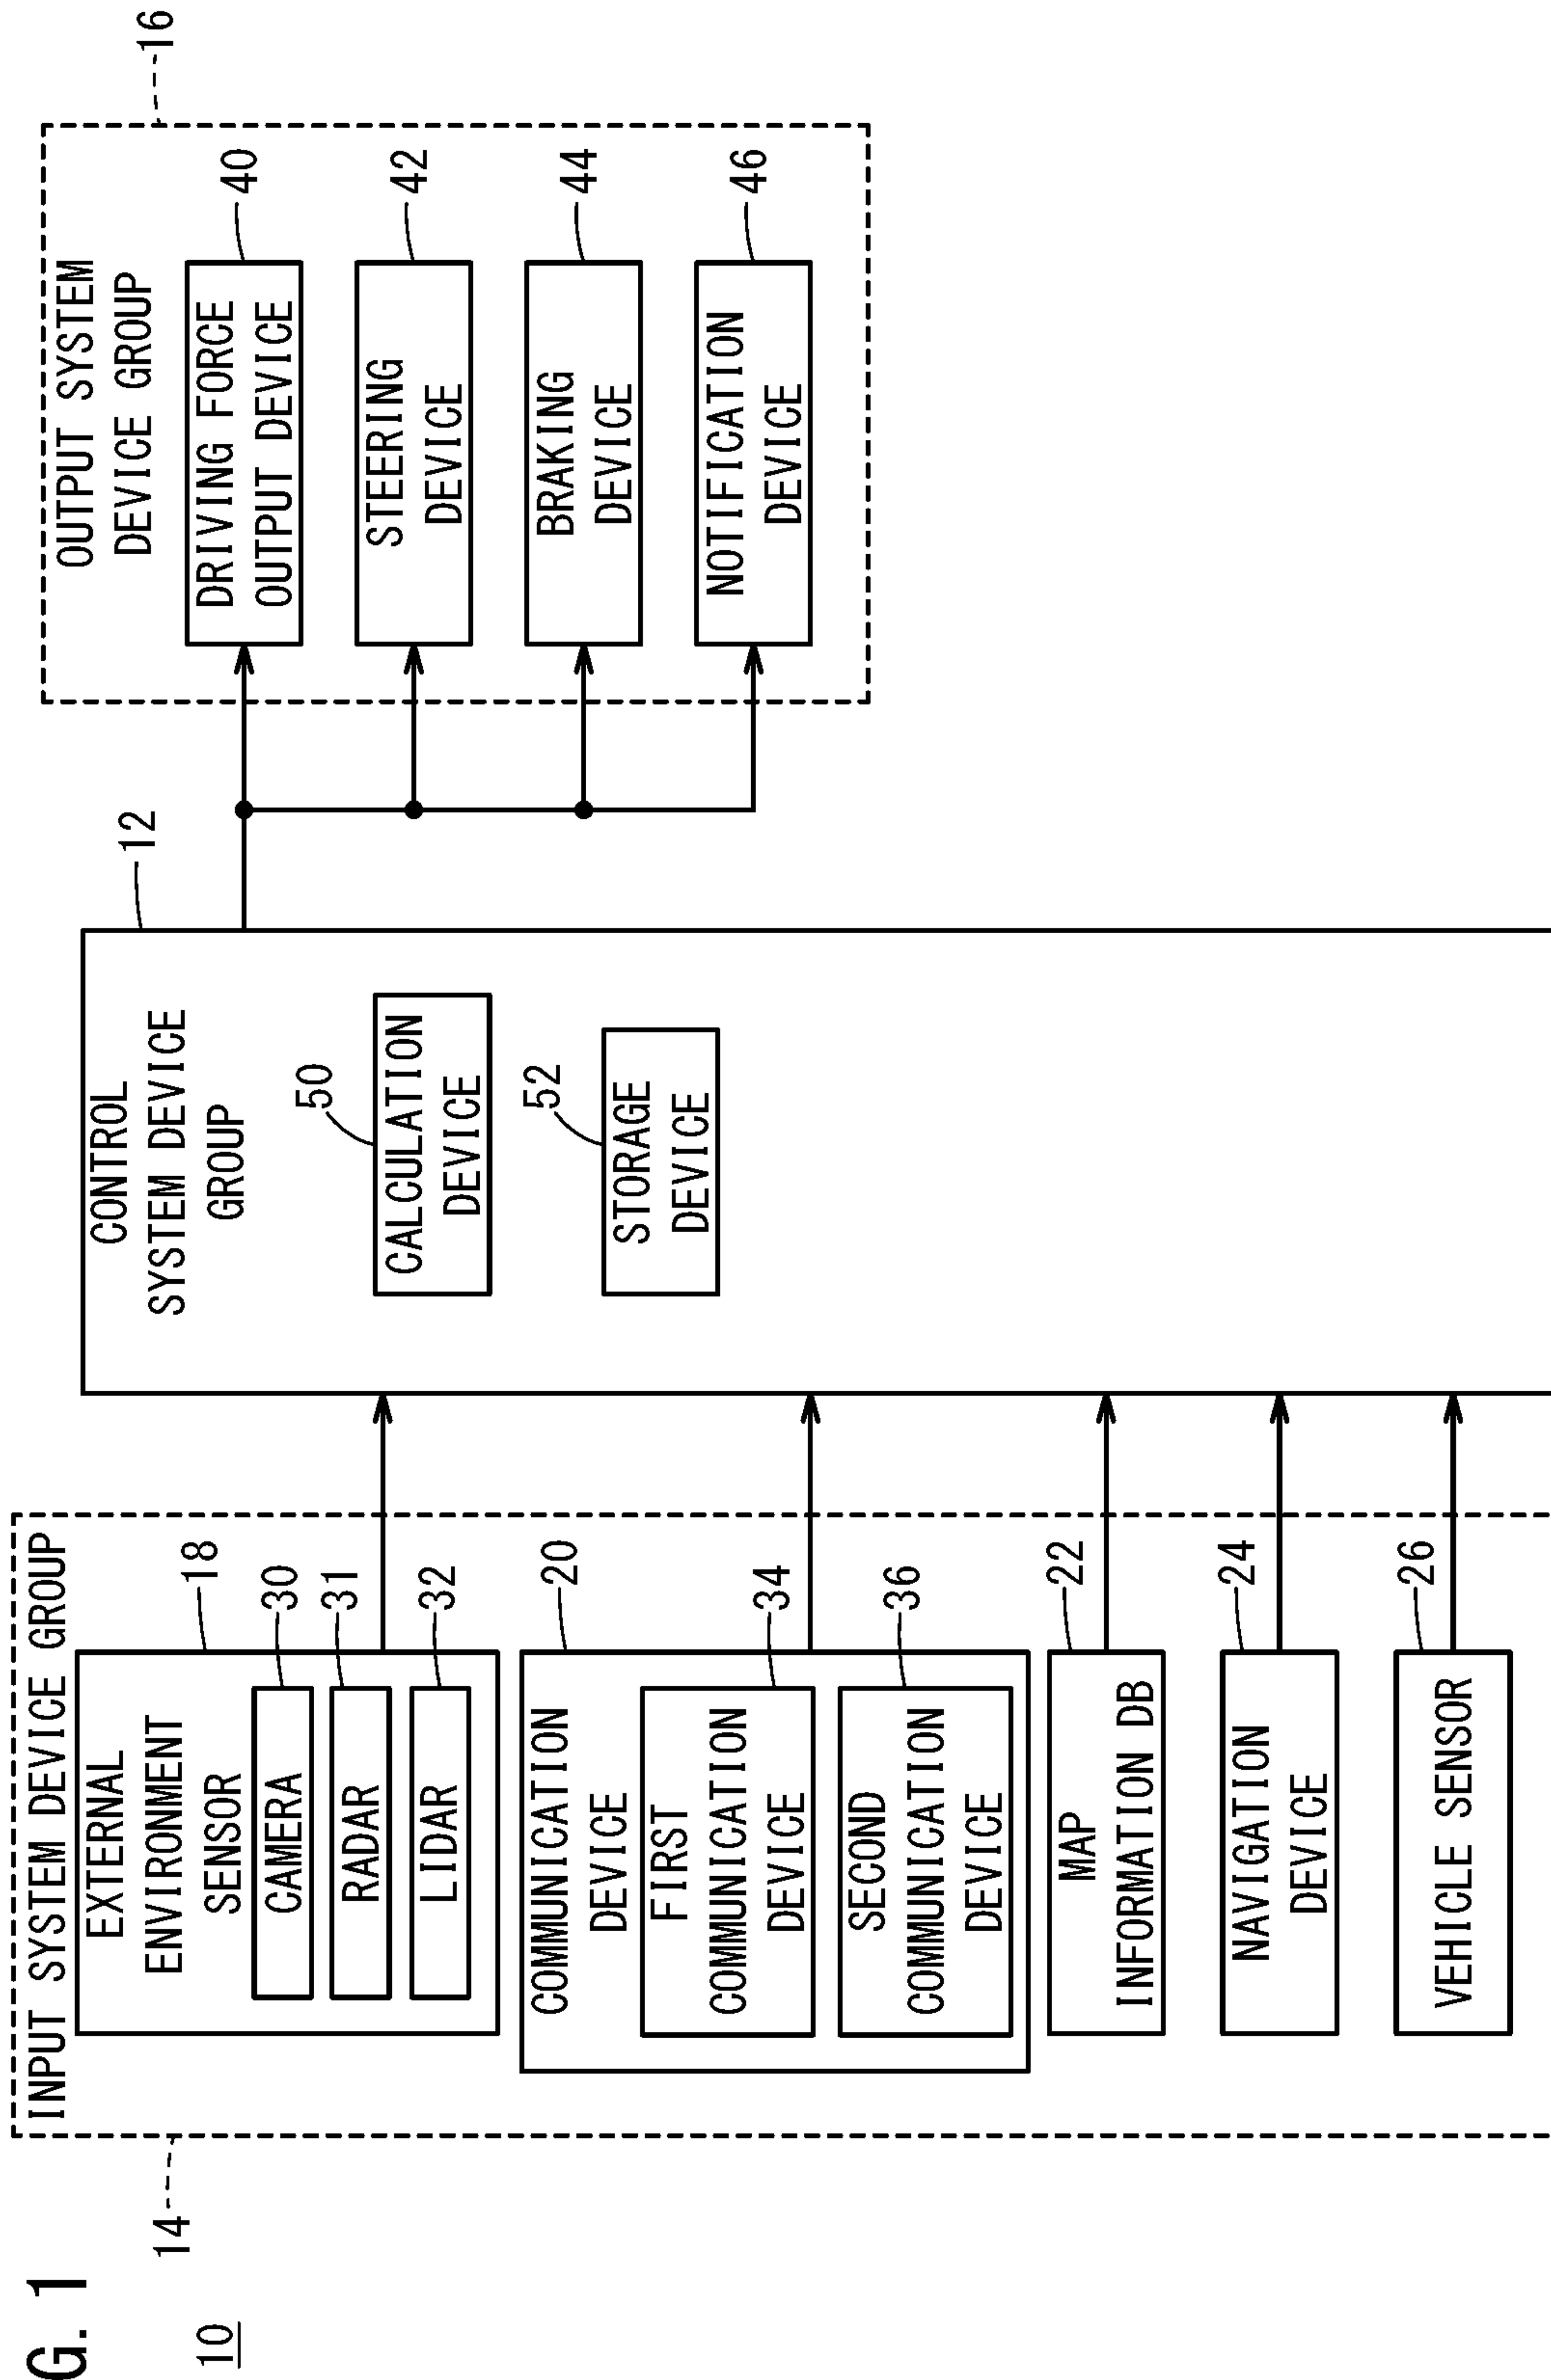 G. 1
10
14
INPUT SYSTEM DEVICE GROUP
EXTERNAL
ENVIRONMENT
SENSOR
18
CAMERA
30
RADAR
31
LIDAR
32
COMMUNICATION
DEVICE
20
FIRST
COMMUNICATION
DEVICE
34
SECOND
COMMUNICATION
DEVICE
36
MAP
INFORMATION DB
22
NAVIGATION
DEVICE
24
VEHICLE SENSOR
26
CONTROL
SYSTEM DEVICE
GROUP
12
50
CALCULATION
DEVICE
52
STORAGE
DEVICE
16
OUTPUT SYSTEM
DEVICE GROUP
DRIVING FORCE
OUTPUT DEVICE
40
STEERING
DEVICE
42
BRAKING
DEVICE
44
NOTIFICATION
DEVICE
46